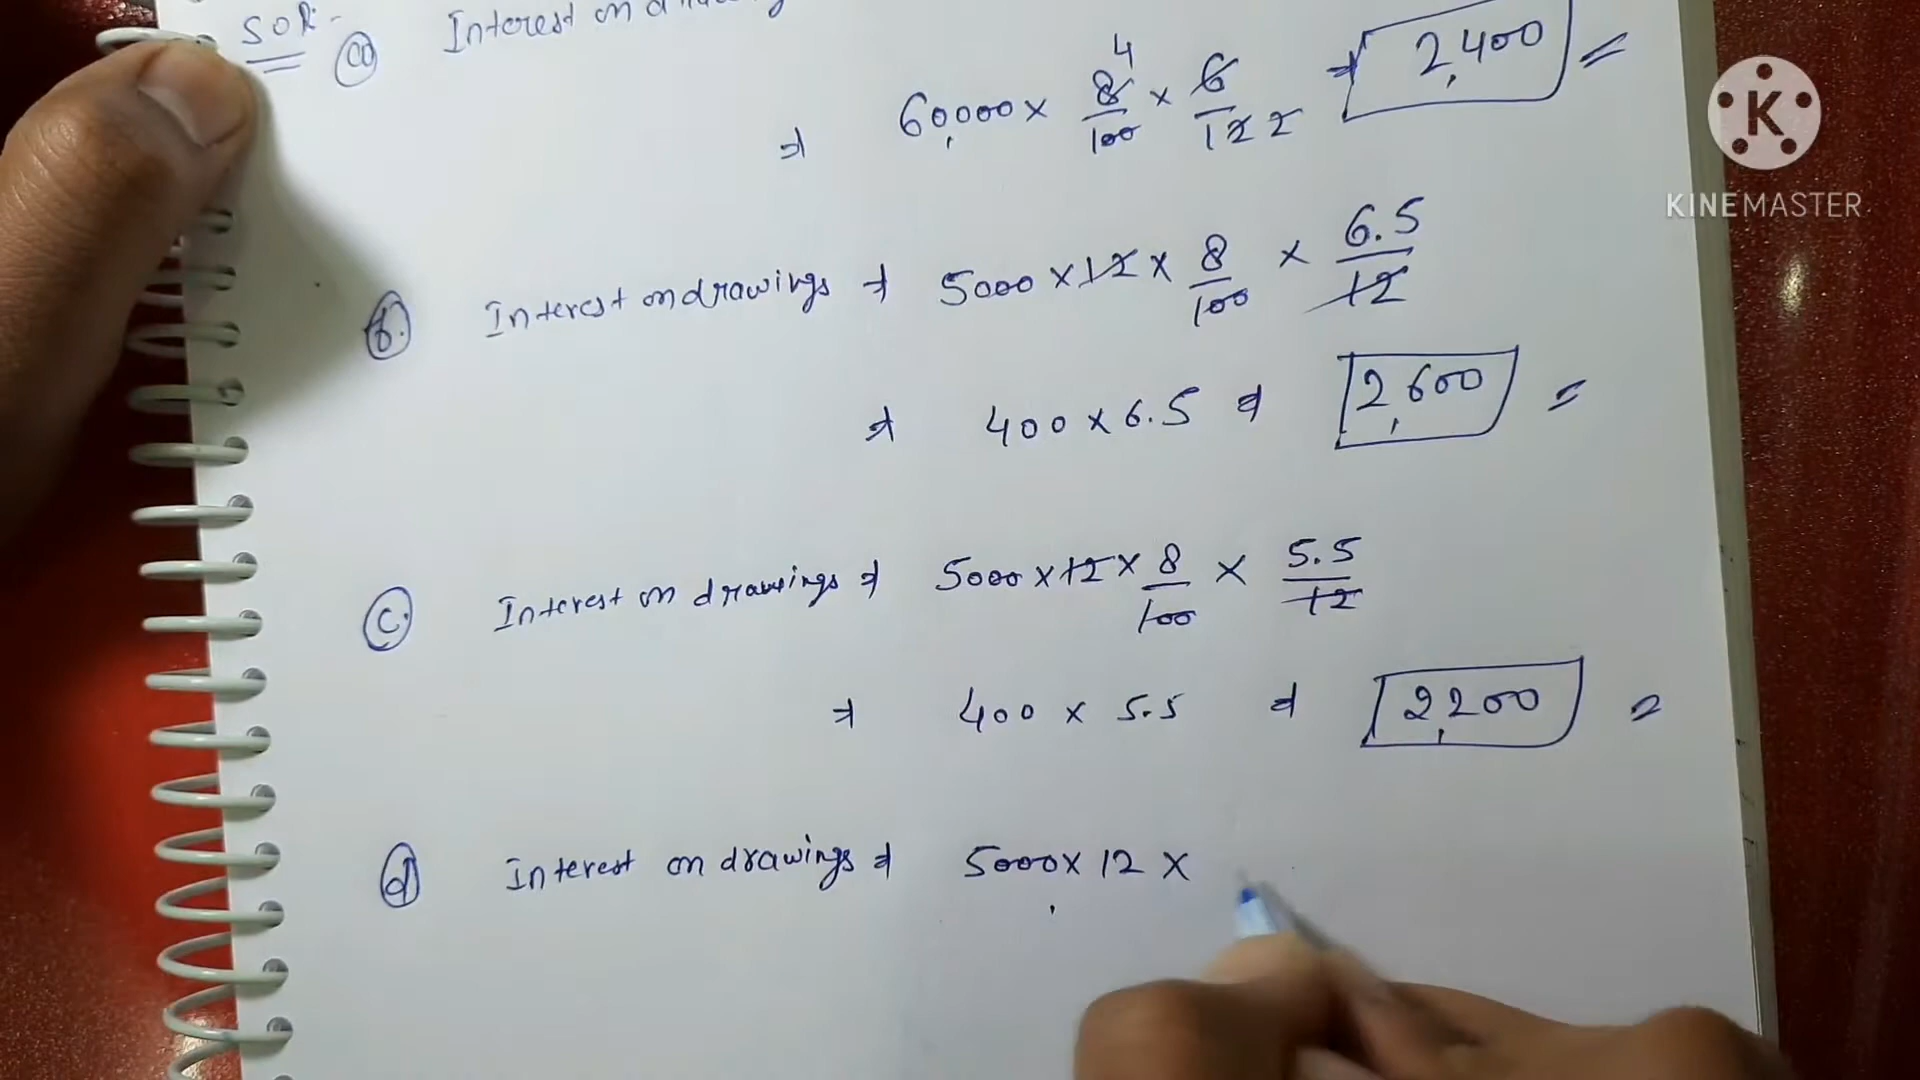 SOL:- (a) Interest on drawing
⇒ 60,000 × 8/100 4 × 6/12 2 ⇒ 2,400 =
(b). Interest on drawings ⇒ 5000 × 12 × 8/100 × 6.5/12
⇒ 400 × 6.5 ⇒ 2,600 =
(c). Interest on drawings ⇒ 5000 × 12 × 8/100 × 5.5/12
⇒ 400 × 5.5 ⇒ 2,200 =
(d) Interest on drawings ⇒ 5000 × 12 ×
K
KINEMASTER